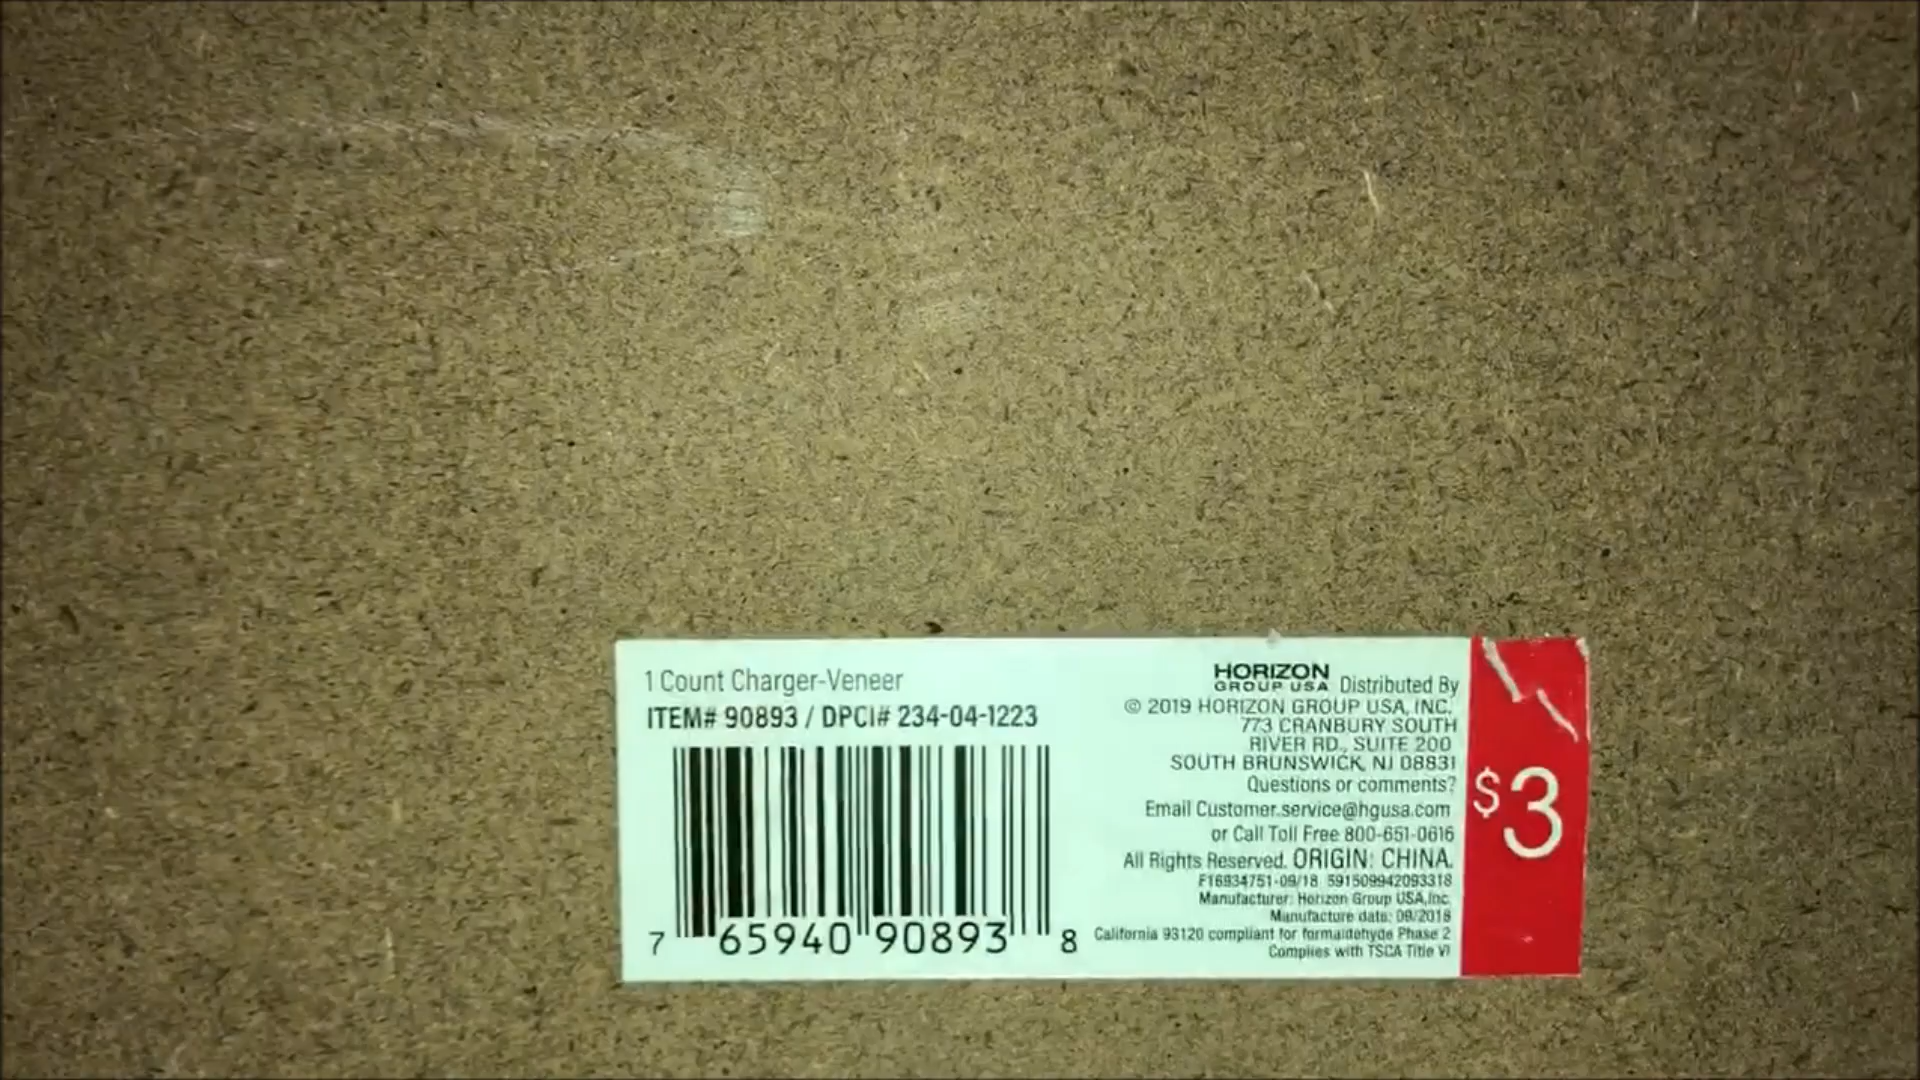 1 Count Charger-Veneer
ITEM# 90893 / DPCI# 234-04-1223
7 65940 90893 8
HORIZON
GROUP USA Distributed By
© 2019 HORIZON GROUP USA, INC.
773 CRANBURY SOUTH
RIVER RD., SUITE 200
SOUTH BRUNSWICK, NJ 08831
Questions or comments?
Email Customer.service@hgusa.com
or Call Toll Free 800-651-0616
All Rights Reserved. ORIGIN: CHINA.
F16934751-09/18 591509942093318
Manufacturer: Horizon Group USA,Inc.
Manufacture date: 09/2018
California 93120 compliant for formaldehyde Phase 2
Complies with TSCA Title VI
$3